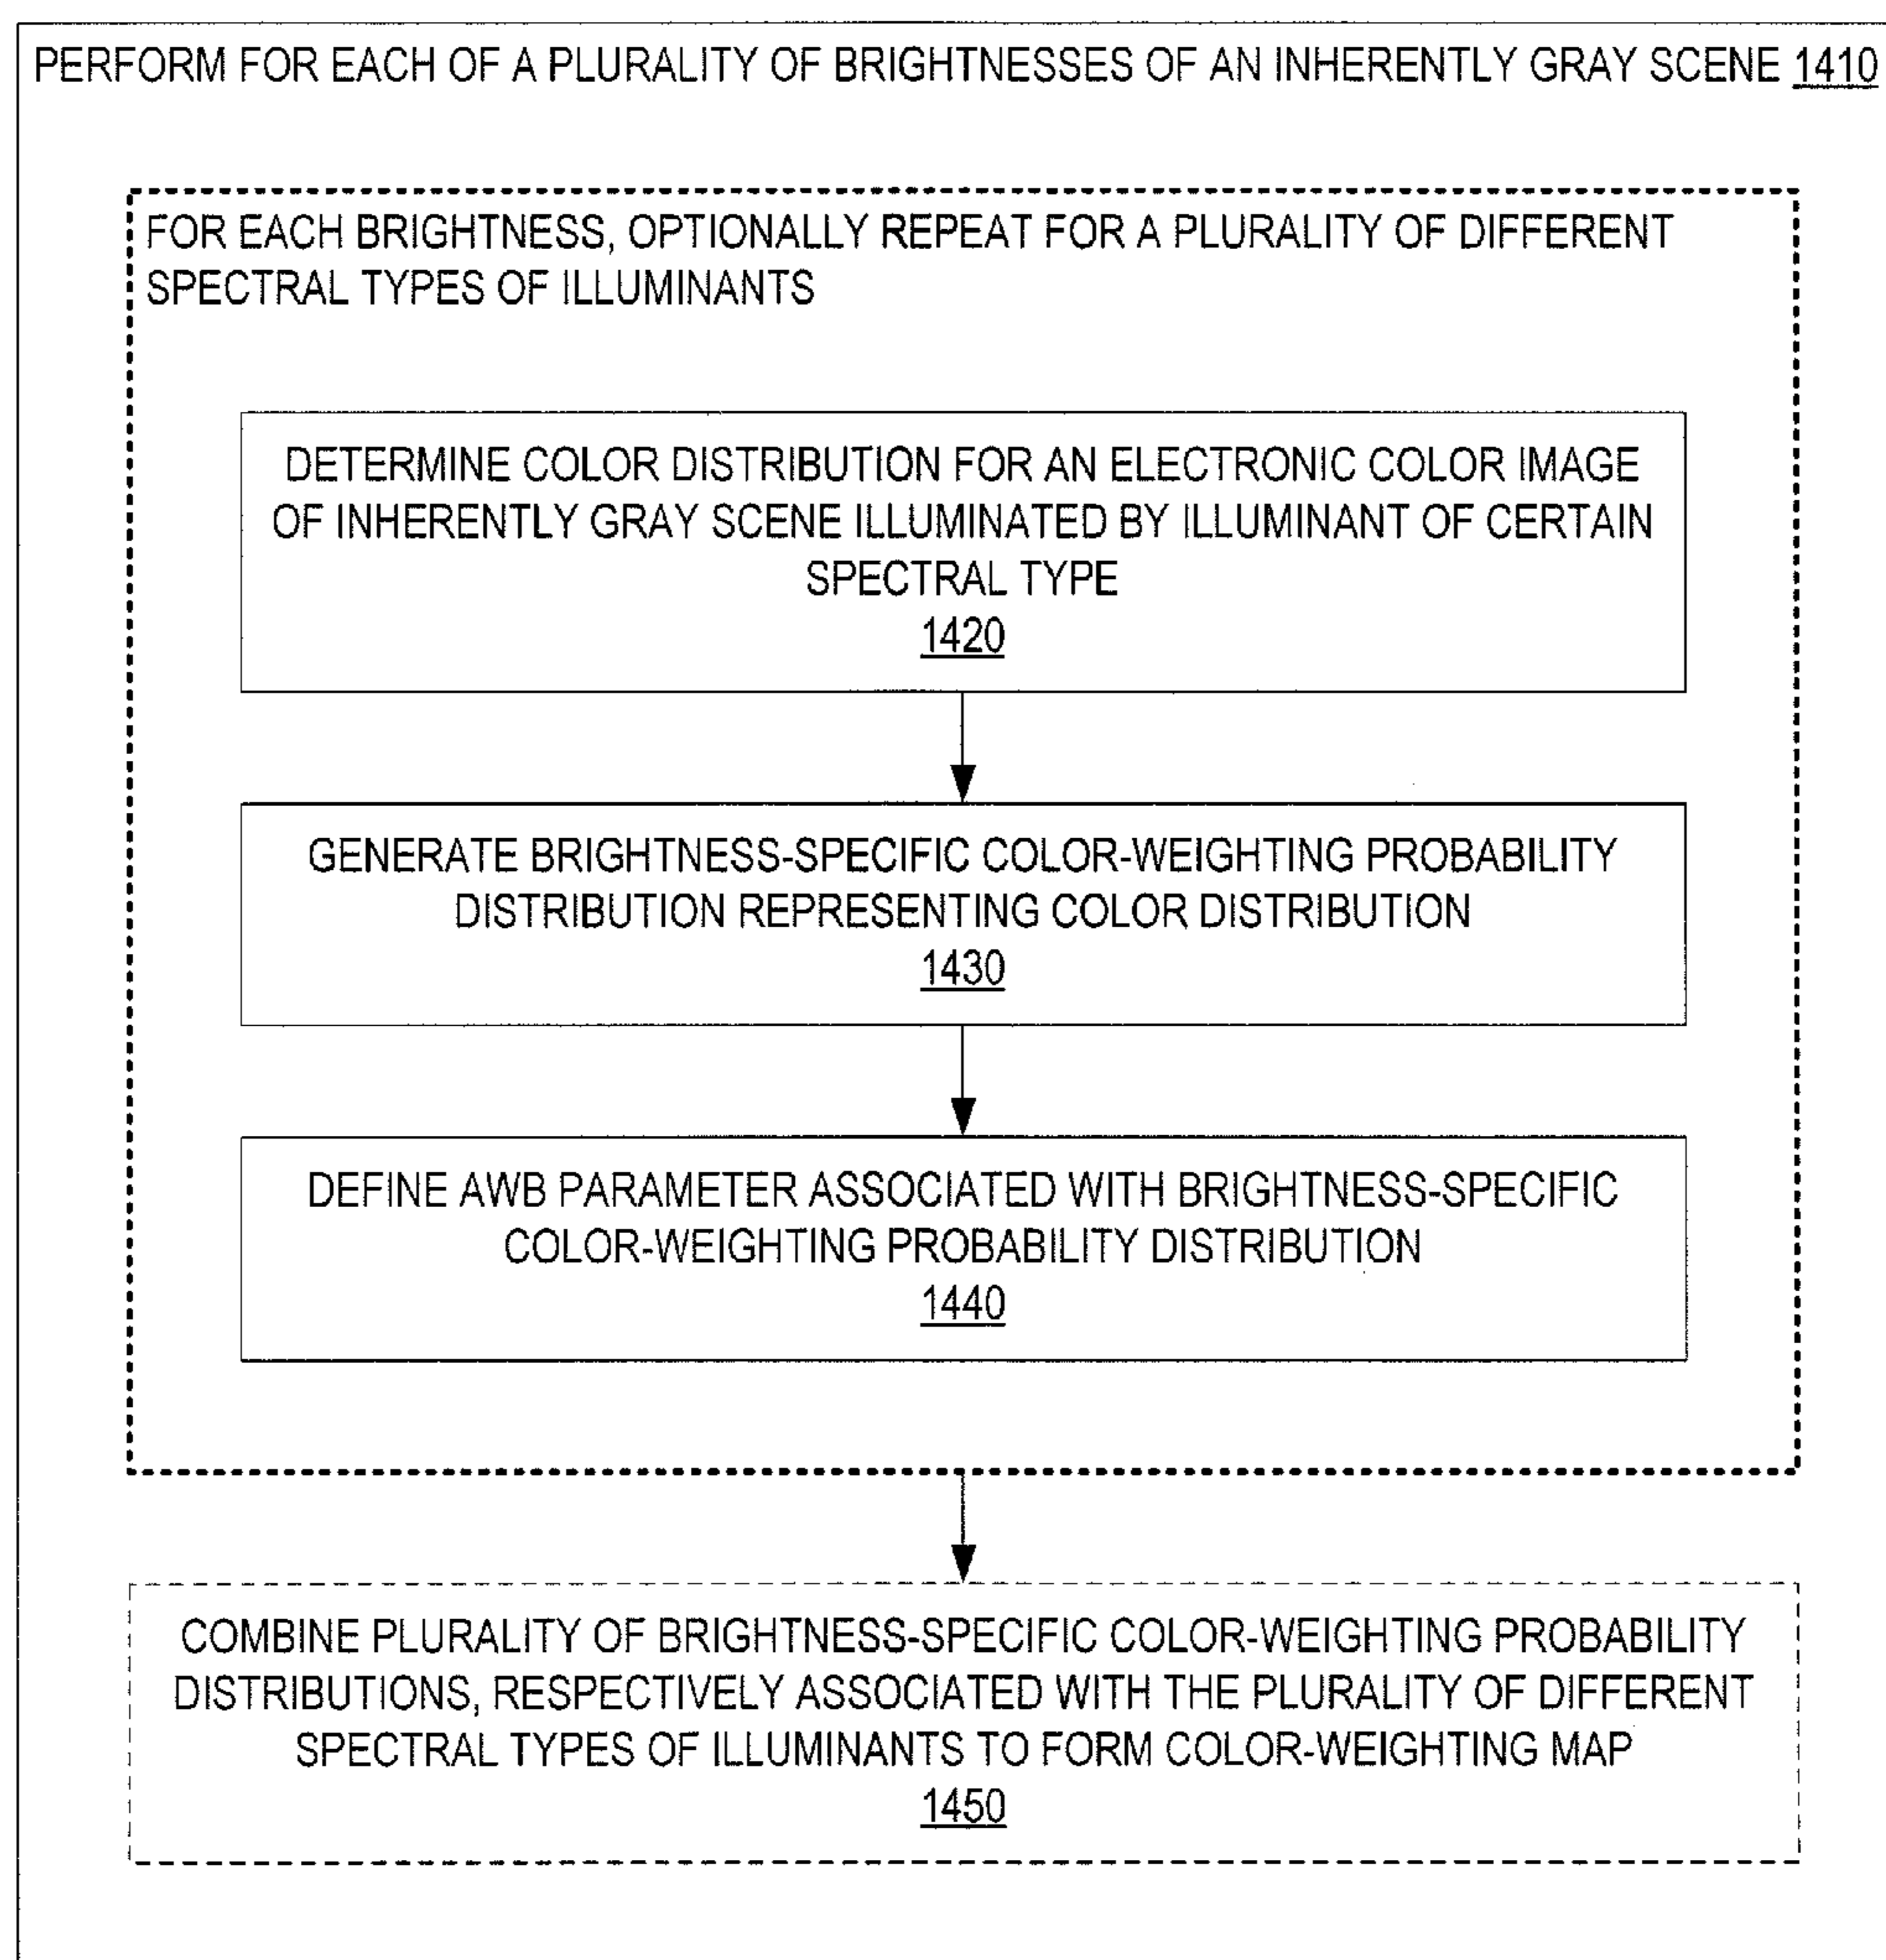 PERFORM FOR EACH OF A PLURALITY OF BRIGHTNESSES OF AN INHERENTLY GRAY SCENE 1410
FOR EACH BRIGHTNESS, OPTIONALLY REPEAT FOR A PLURALITY OF DIFFERENT
SPECTRAL TYPES OF ILLUMINANTS
DETERMINE COLOR DISTRIBUTION FOR AN ELECTRONIC COLOR IMAGE
OF INHERENTLY GRAY SCENE ILLUMINATED BY ILLUMINANT OF CERTAIN
SPECTRAL TYPE
1420
GENERATE BRIGHTNESS-SPECIFIC COLOR-WEIGHTING PROBABILITY
DISTRIBUTION REPRESENTING COLOR DISTRIBUTION
1430
DEFINE AWB PARAMETER ASSOCIATED WITH BRIGHTNESS-SPECIFIC
COLOR-WEIGHTING PROBABILITY DISTRIBUTION
1440
COMBINE PLURALITY OF BRIGHTNESS-SPECIFIC COLOR-WEIGHTING PROBABILITY
DISTRIBUTIONS, RESPECTIVELY ASSOCIATED WITH THE PLURALITY OF DIFFERENT
SPECTRAL TYPES OF ILLUMINANTS TO FORM COLOR-WEIGHTING MAP
1450